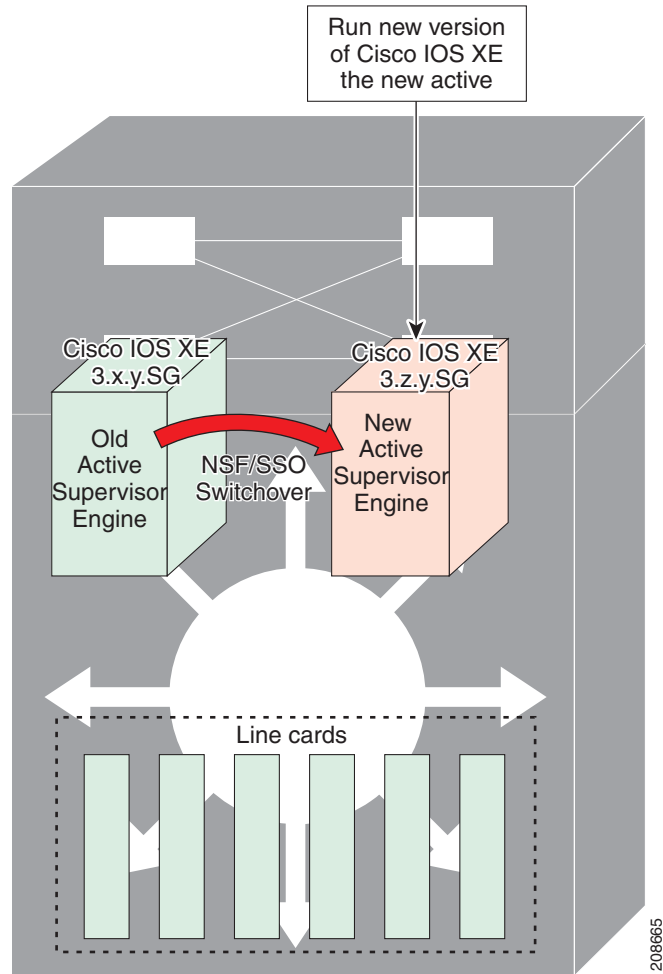 Run new version
of Cisco IOS XE
the new active
Cisco IOS XE
3.x.y.SG
Cisco IOS XE
3.z.y.SG
Old
Active
Supervisor
Engine
NSF/SSO
Switchover
New
Active
Supervisor
Engine
Line cards
208665